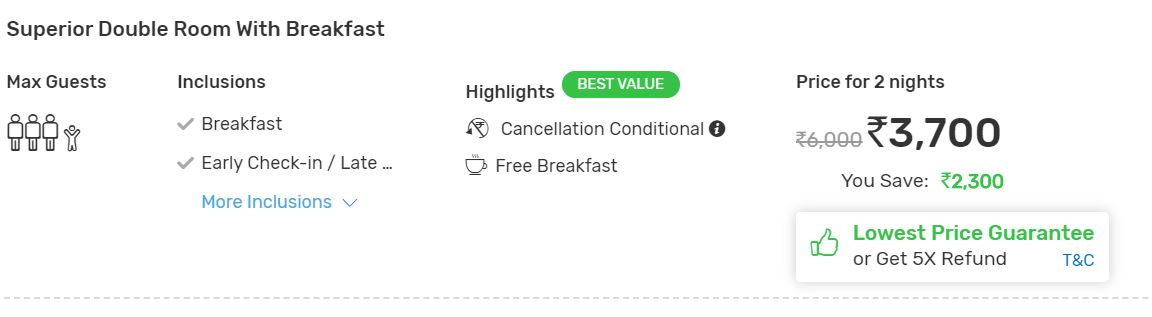 Superior Double Room With Breakfast
Max Guests
Inclusions
Breakfast
Early Check-in / Late ...
More Inclusions
Highlights BEST VALUE
Cancellation Conditional
Free Breakfast
Price for 2 nights
₹6,000 ₹3,700
You Save: ₹2,300
Lowest Price Guarantee
or Get 5X Refund T&C